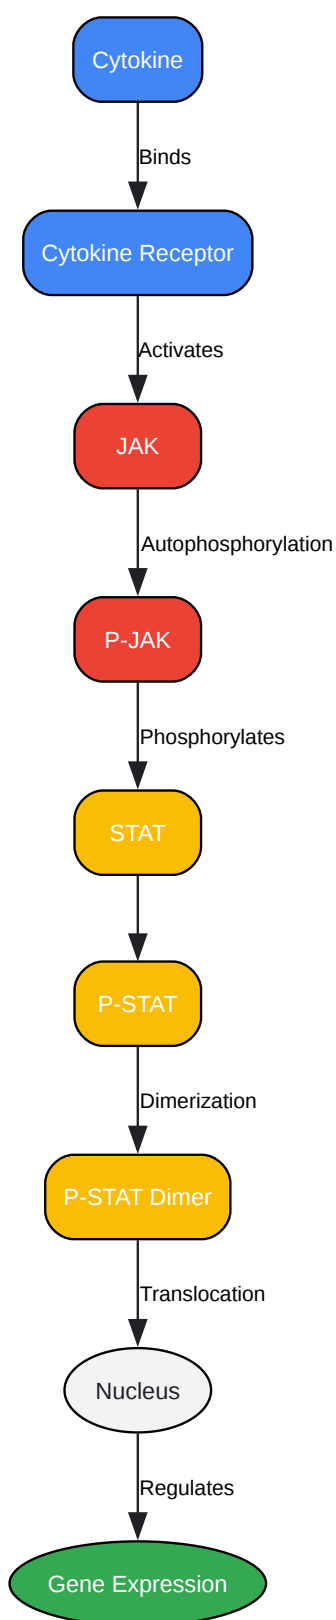 Cytokine
Binds
Cytokine Receptor
Activates
JAK
Autophosphorylation
P-JAK
Phosphorylates
STAT
P-STAT
Dimerization
P-STAT Dimer
Translocation
Nucleus
Regulates
Gene Expression